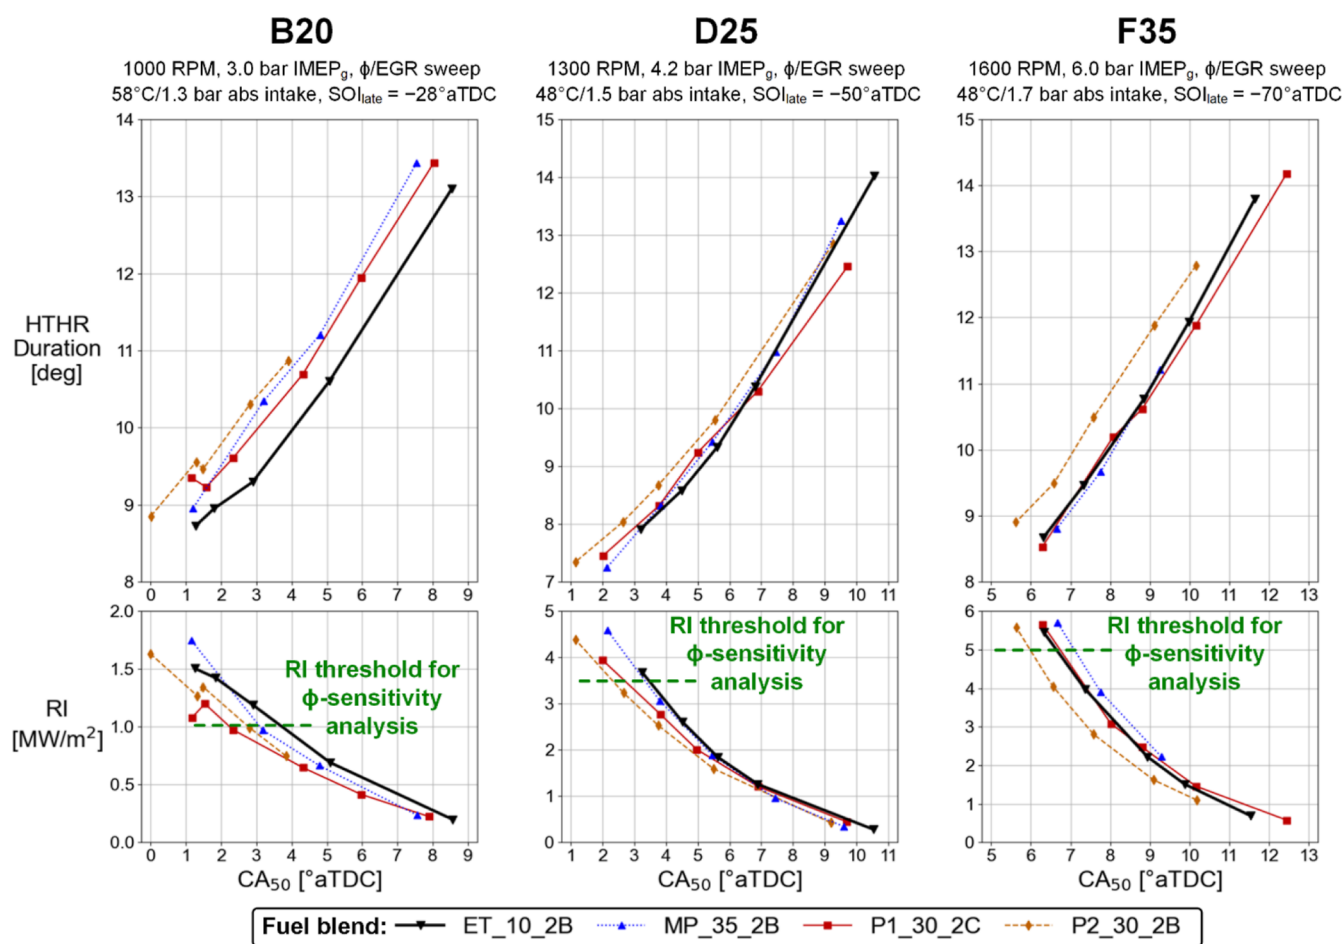 B20
D25
F35
1000 RPM, 3.0 bar IMEPg, ϕ/EGR sweep
58°C/1.3 bar abs intake, SOIlate = −28°aTDC
1300 RPM, 4.2 bar IMEPg, ϕ/EGR sweep
48°C/1.5 bar abs intake, SOIlate = −50°aTDC
1600 RPM, 6.0 bar IMEPg, ϕ/EGR sweep
48°C/1.7 bar abs intake, SOIlate = −70°aTDC
HTHR
Duration
[deg]
14
13
12
11
10
9
8
0 1 2 3 4 5 6 7 8 9
15
14
13
12
11
10
9
8
7
1 2 3 4 5 6 7 8 9 10 11
15
14
13
12
11
10
9
8
5 6 7 8 9 10 11 12 13
RI
[MW/m²]
2.0
1.5
1.0
0.5
0.0
RI threshold for
ϕ-sensitivity
analysis
0 1 2 3 4 5 6 7 8 9
CA50 [°aTDC]
5
4
3
2
1
0
RI threshold for
ϕ-sensitivity
analysis
1 2 3 4 5 6 7 8 9 10 11
CA50 [°aTDC]
6
5
4
3
2
1
0
RI threshold for
ϕ-sensitivity
analysis
5 6 7 8 9 10 11 12 13
CA50 [°aTDC]
Fuel blend: ET_10_2B MP_35_2B P1_30_2C P2_30_2B